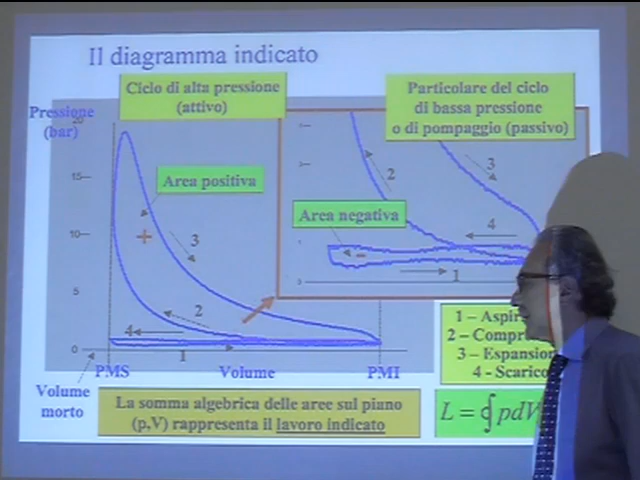 Il diagramma indicato
Ciclo di alta pressione
(attivo)
Particolare del ciclo
di bassa pressione
o di pompaggio (passivo)
Pressione
(bar)
20
15
10
5
0
Area positiva
+
3
2
4
1
PMS
Volume
PMI
Volume
morto
2
3
Area negativa
4
-
1
1 – Aspir
2 – Compr
3 – Espansion
4 - Scarico
La somma algebrica delle aree sul piano
(p,V) rappresenta il lavoro indicato
L = ∮ pdV